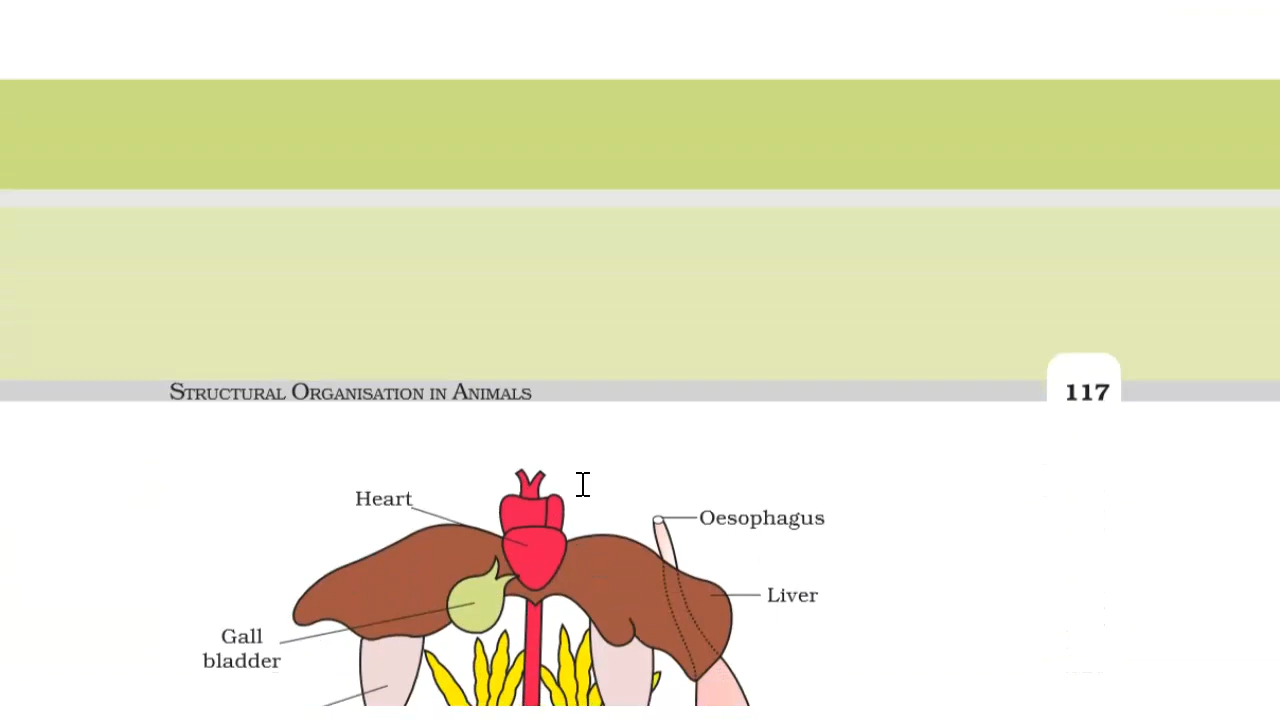 STRUCTURAL ORGANISATION IN ANIMALS
117
Heart
Oesophagus
Liver
Gall
bladder